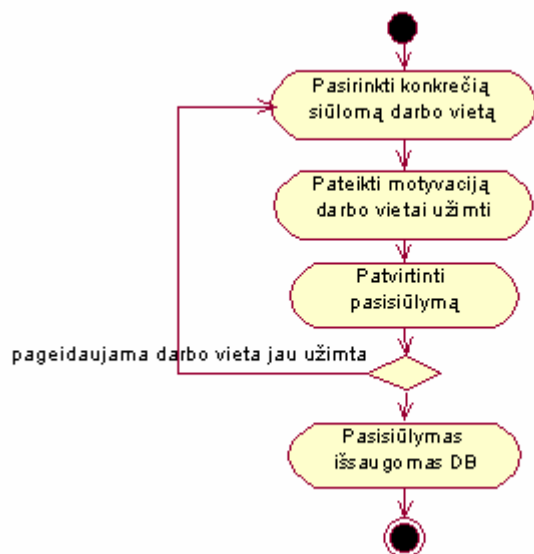 Pasirinkti konkrečią
siūlomą darbo vietą
Pateikti motyvaciją
darbo vietai užimti
Patvirtinti
pasisiūlymą
pageidaujama darbo vieta jau užimta
Pasisiūlymas
išsaugomas DB